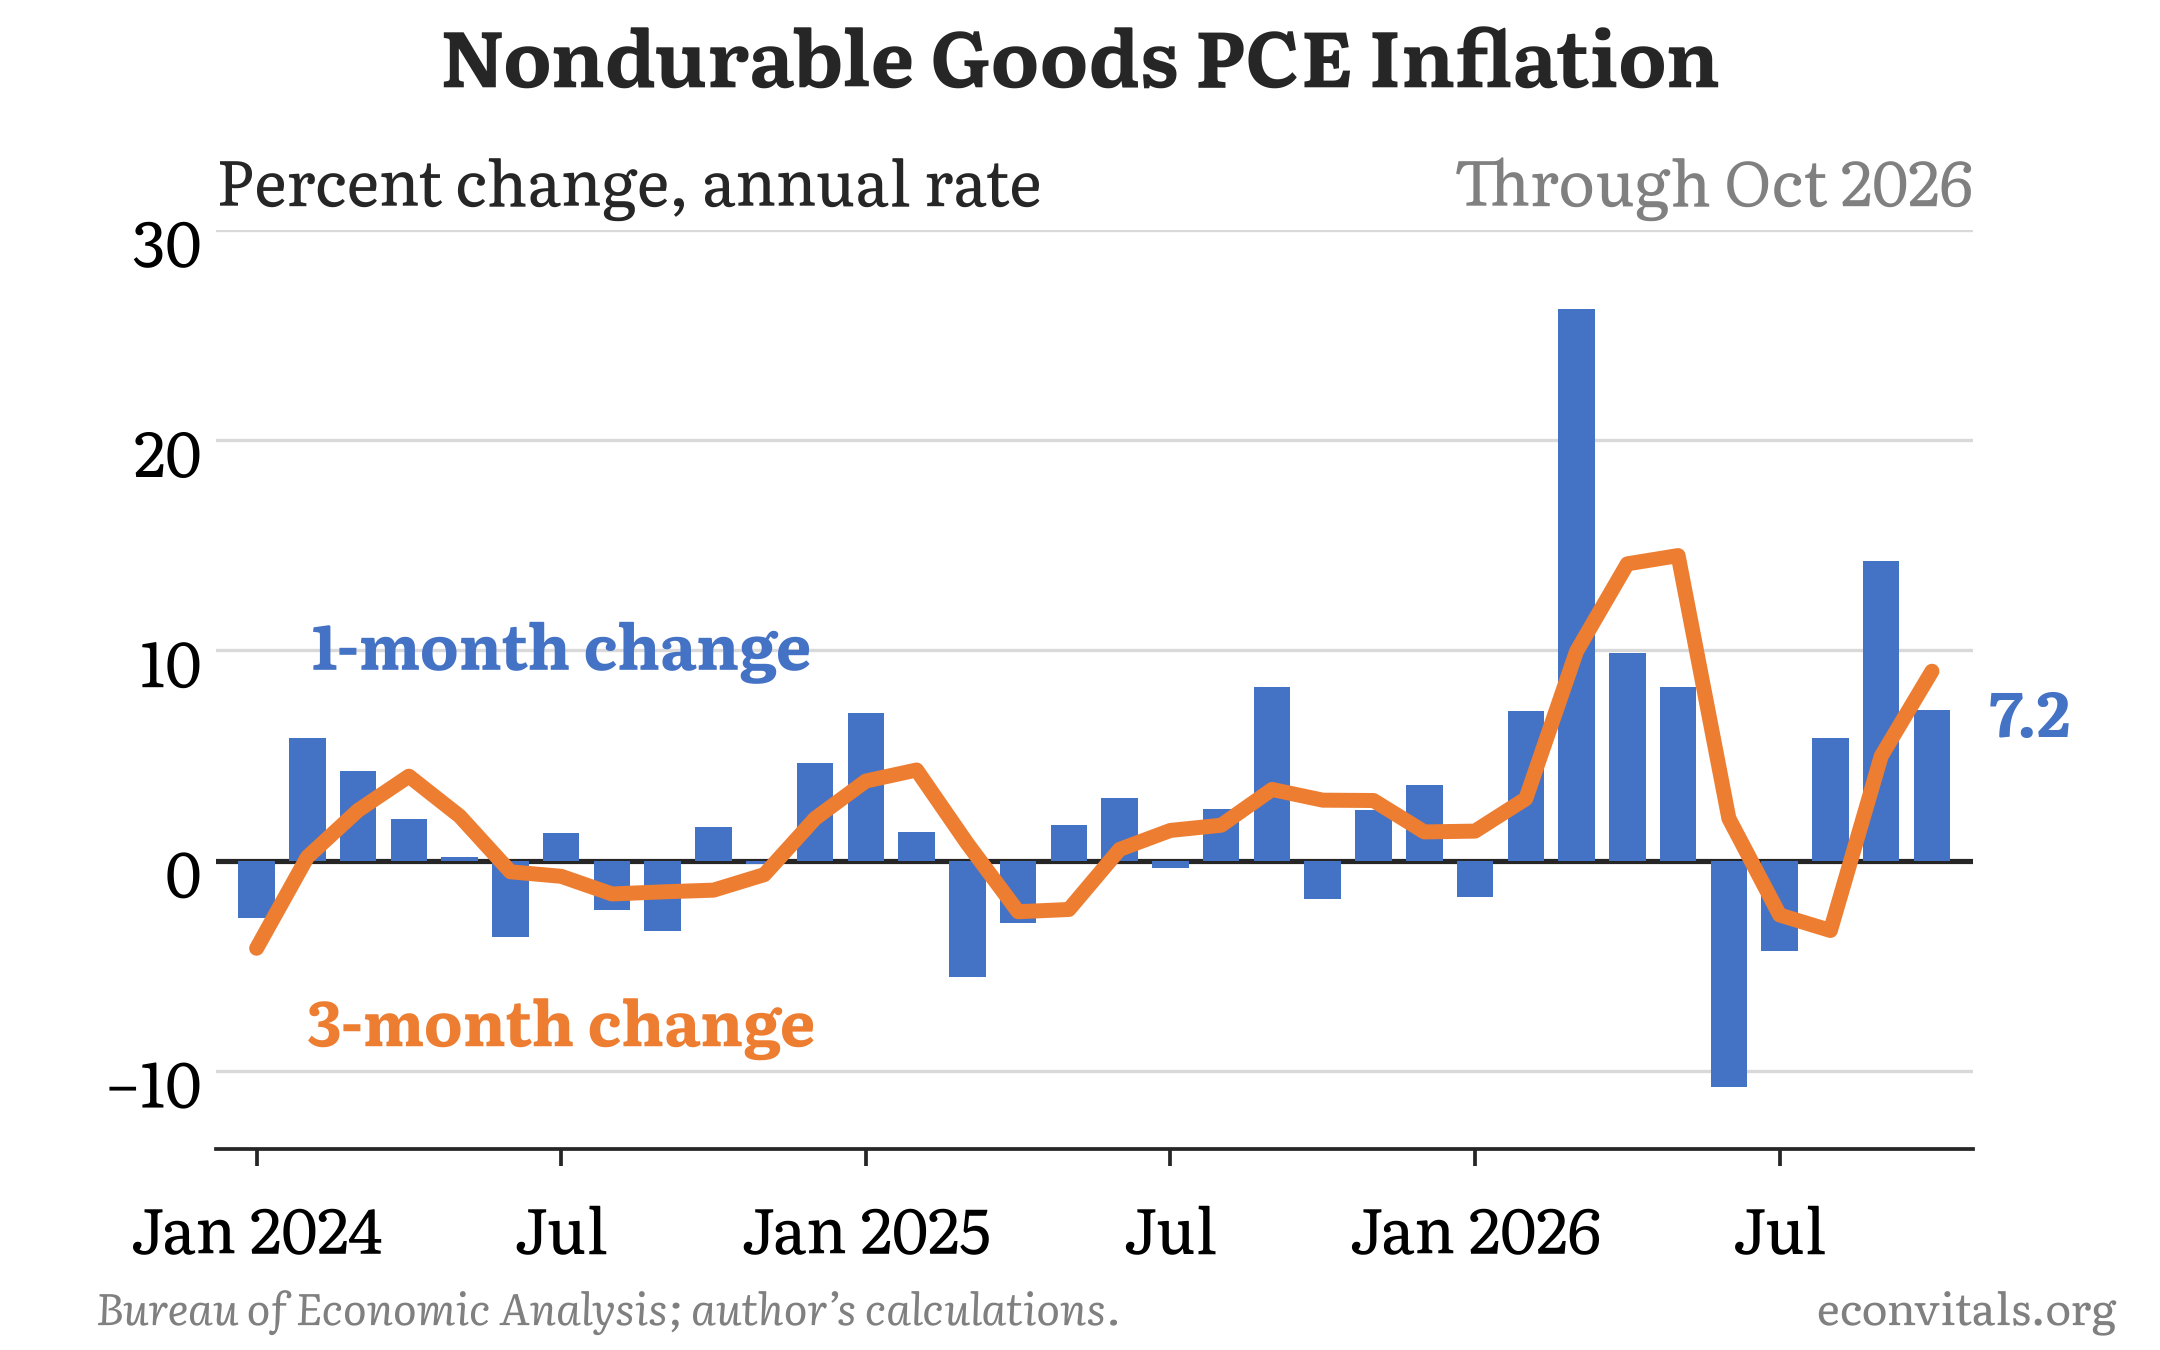 Nondurable Goods PCE Inflation
Percent change, annual rate
Through Oct 2026
30
20
10
0
−10
1-month change
3-month change
7.2
Jan 2024
Jul
Jan 2025
Jul
Jan 2026
Jul
Bureau of Economic Analysis; author’s calculations.
econvitals.org